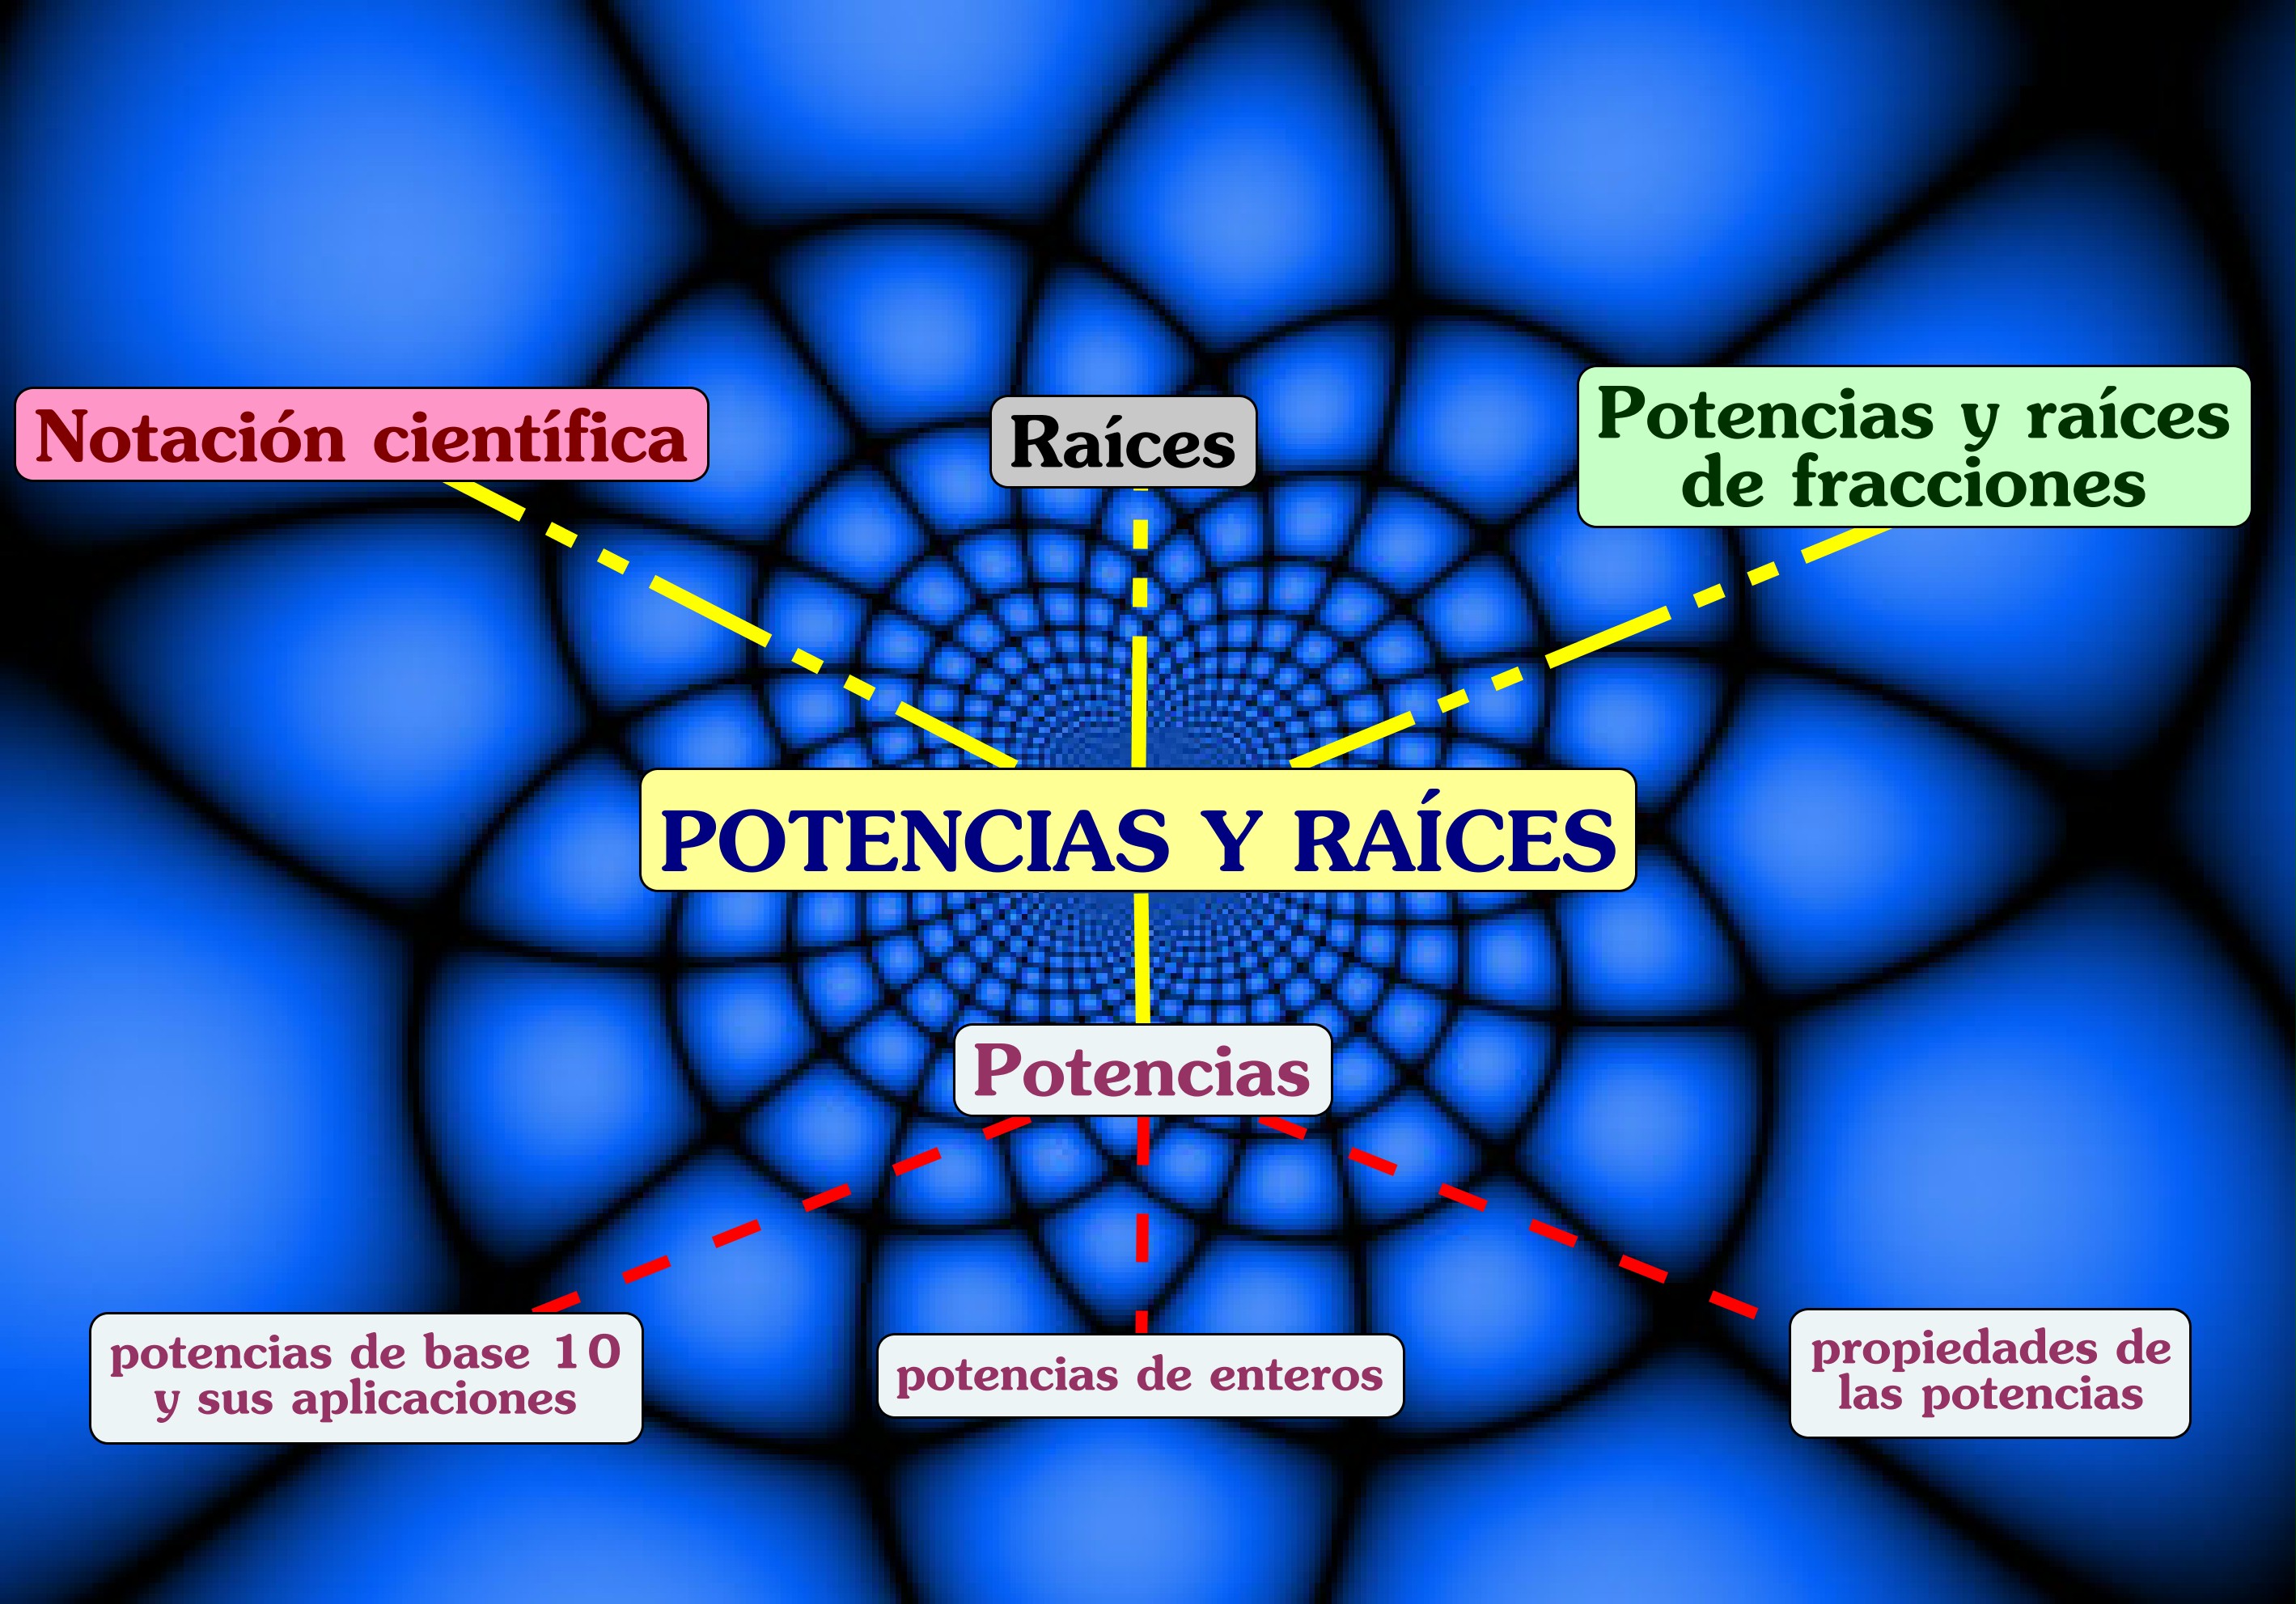 Notación científica
Raíces
Potencias y raíces
de fracciones
POTENCIAS Y RAÍCES
Potencias
potencias de base 10
y sus aplicaciones
potencias de enteros
propiedades de
las potencias